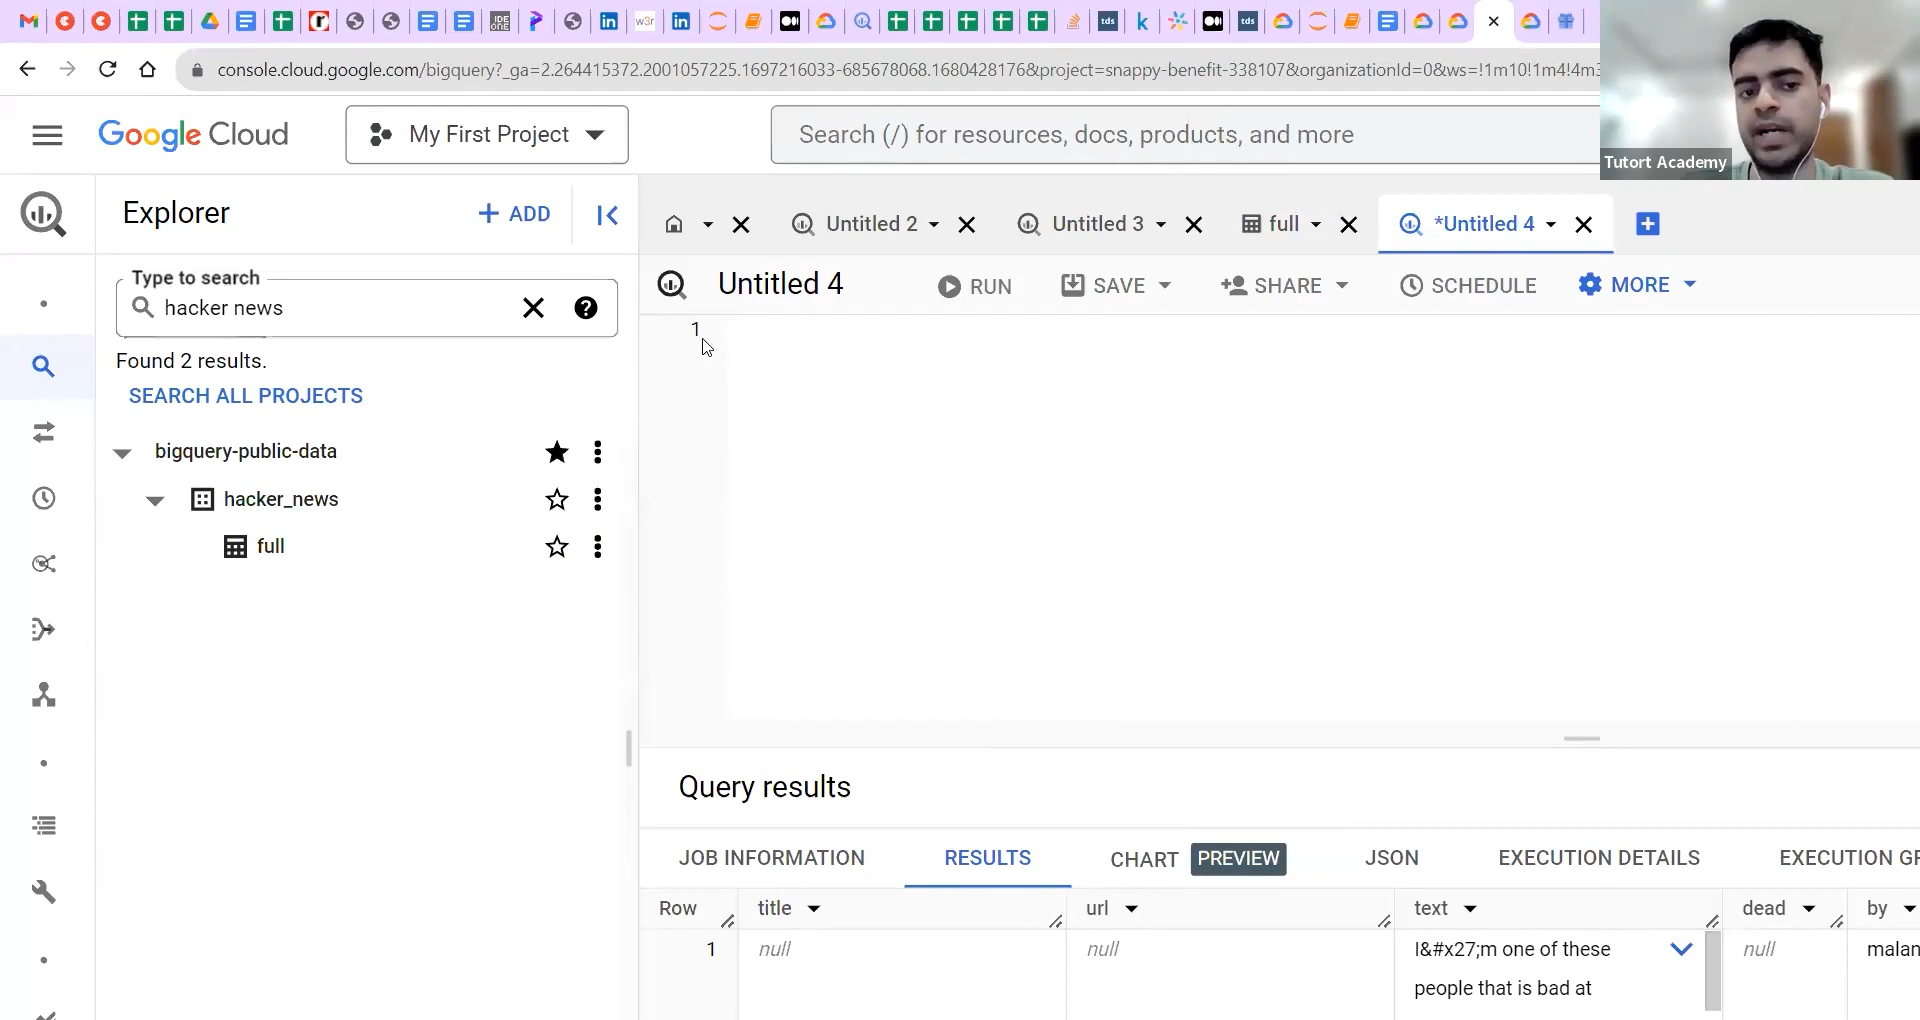 console.cloud.google.com/bigquery?_ga=2.264415372.2001057225.1697216033-685678068.1680428176&project=snappy-benefit-338107&organizationId=0&ws=!1m10!1m4!4m3
Google Cloud
My First Project
Search (/) for resources, docs, products, and more
Tutort Academy
Explorer
+ ADD
Untitled 2
Untitled 3
full
*Untitled 4
Type to search
hacker news
Untitled 4
RUN
SAVE
SHARE
SCHEDULE
MORE
1
Found 2 results.
SEARCH ALL PROJECTS
bigquery-public-data
hacker_news
full
Query results
JOB INFORMATION
RESULTS
CHART
PREVIEW
JSON
EXECUTION DETAILS
EXECUTION GR
Row
title
url
text
dead
by
1
null
null
I&#x27;m one of these
people that is bad at
null
malan